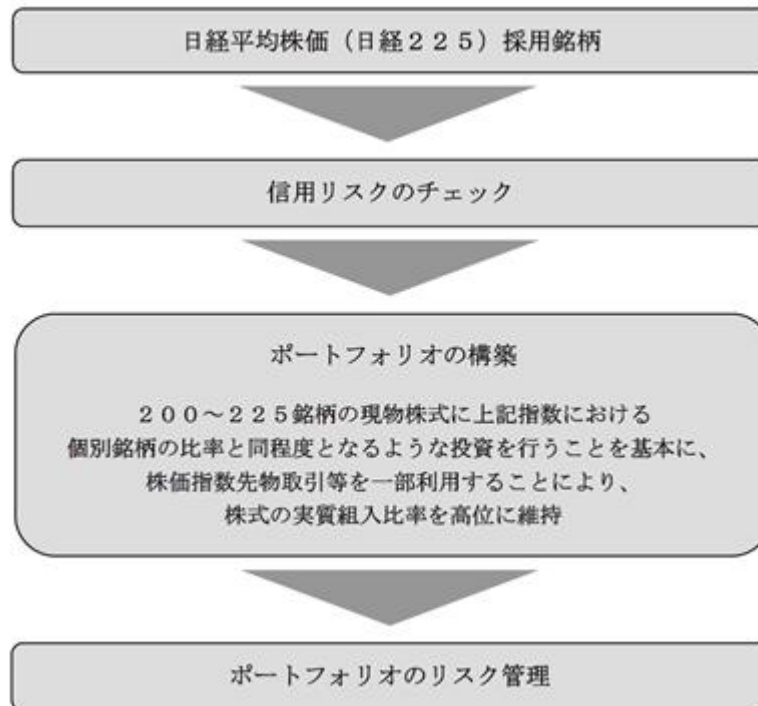 日経平均株価（日経２２５）採用銘柄
信用リスクのチェック
ポートフォリオの構築
２００～２２５銘柄の現物株式に上記指数における
個別銘柄の比率と同程度となるような投資を行うことを基本に、
株価指数先物取引等を一部利用することにより、
株式の実質組入比率を高位に維持
ポートフォリオのリスク管理